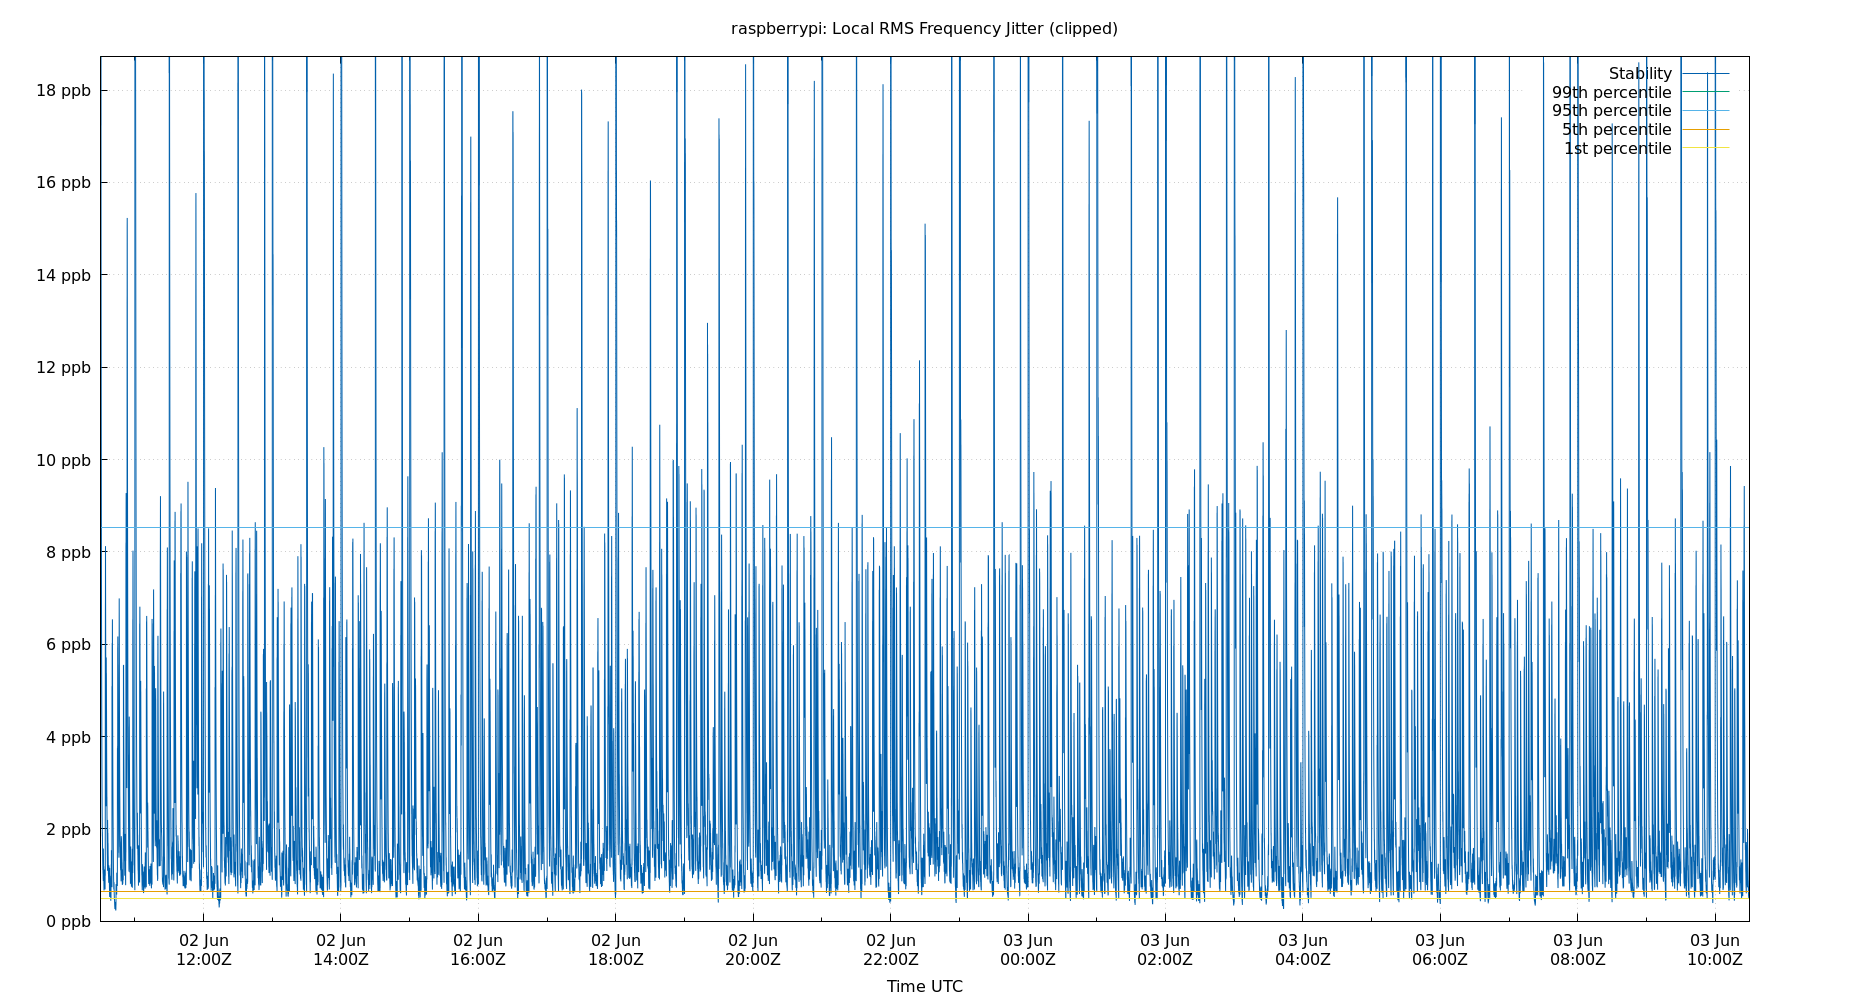 raspberrypi: Local RMS Frequency Jitter (clipped)
Stability
99th percentile
95th percentile
5th percentile
1st percentile
18 ppb
16 ppb
14 ppb
12 ppb
10 ppb
8 ppb
6 ppb
4 ppb
2 ppb
0 ppb
02 Jun 02 Jun 02 Jun 02 Jun 02 Jun 02 Jun 03 Jun 03 Jun 03 Jun 03 Jun 03 Jun 03 Jun
12:00Z 14:00Z 16:00Z 18:00Z 20:00Z 22:00Z 00:00Z 02:00Z 04:00Z 06:00Z 08:00Z 10:00Z
Time UTC